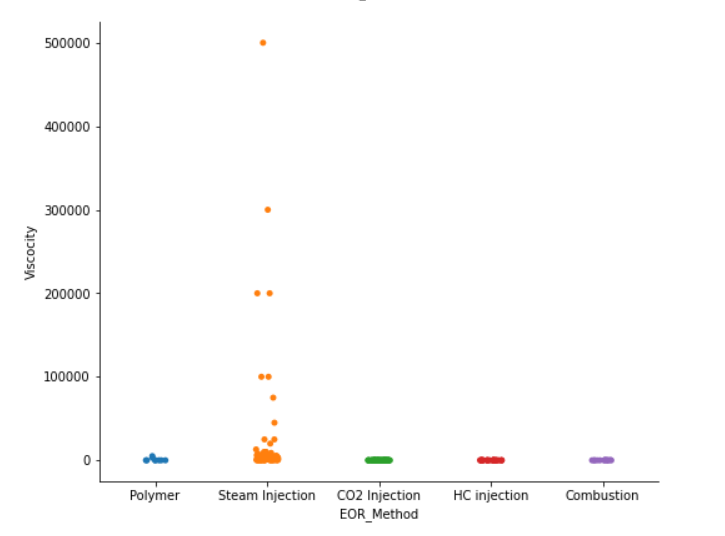 500000
400000
300000
200000
100000
0
Viscocity
Polymer Steam Injection CO2 Injection HC injection Combustion
EOR_Method